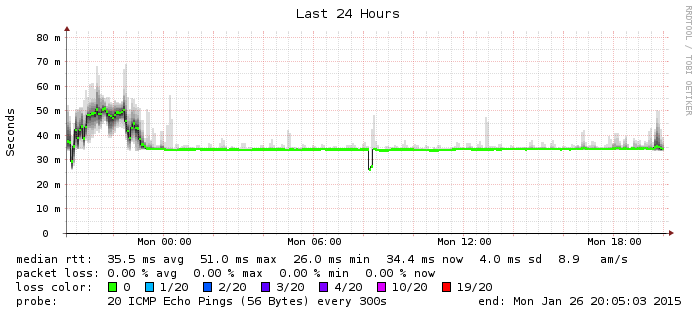 Last 24 Hours
RRDTOOL / TOBI OETIKER
Seconds
80 m
70 m
60 m
50 m
40 m
30 m
20 m
10 m
0
Mon 00:00 Mon 06:00 Mon 12:00 Mon 18:00
median rtt: 35.5 ms avg 51.0 ms max 26.0 ms min 34.4 ms now 4.0 ms sd 8.9 am/s
packet loss: 0.00 % avg 0.00 % max 0.00 % min 0.00 % now
loss color: 0 1/20 2/20 3/20 4/20 10/20 19/20
probe: 20 ICMP Echo Pings (56 Bytes) every 300s end: Mon Jan 26 20:05:03 2015